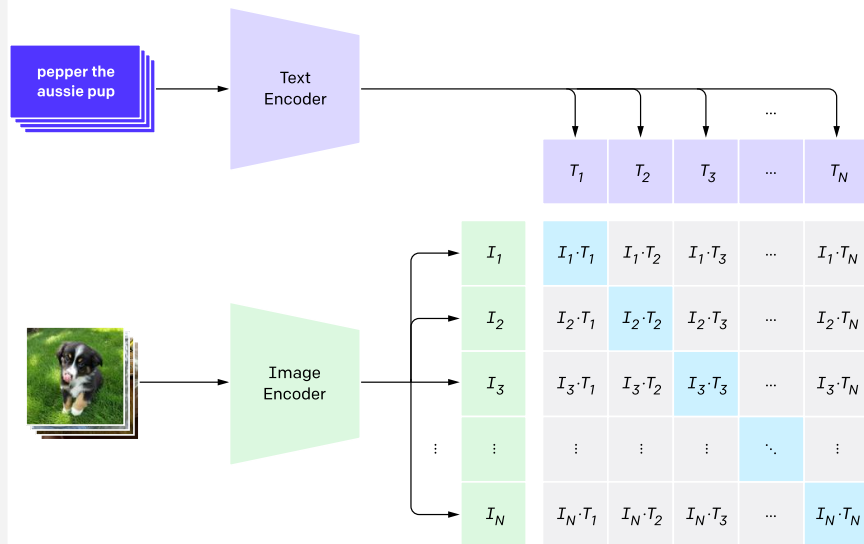 pepper the
aussie pup
Text
Encoder
...
T1 T2 T3 ... TN
I1 I1·T1 I1·T2 I1·T3 ... I1·TN
I2 I2·T1 I2·T2 I2·T3 ... I2·TN
Image
Encoder
I3 I3·T1 I3·T2 I3·T3 ... I3·TN
⋮ ⋮ ⋮ ⋮ ⋮ ⋱ ⋮
IN IN·T1 IN·T2 IN·T3 ... IN·TN